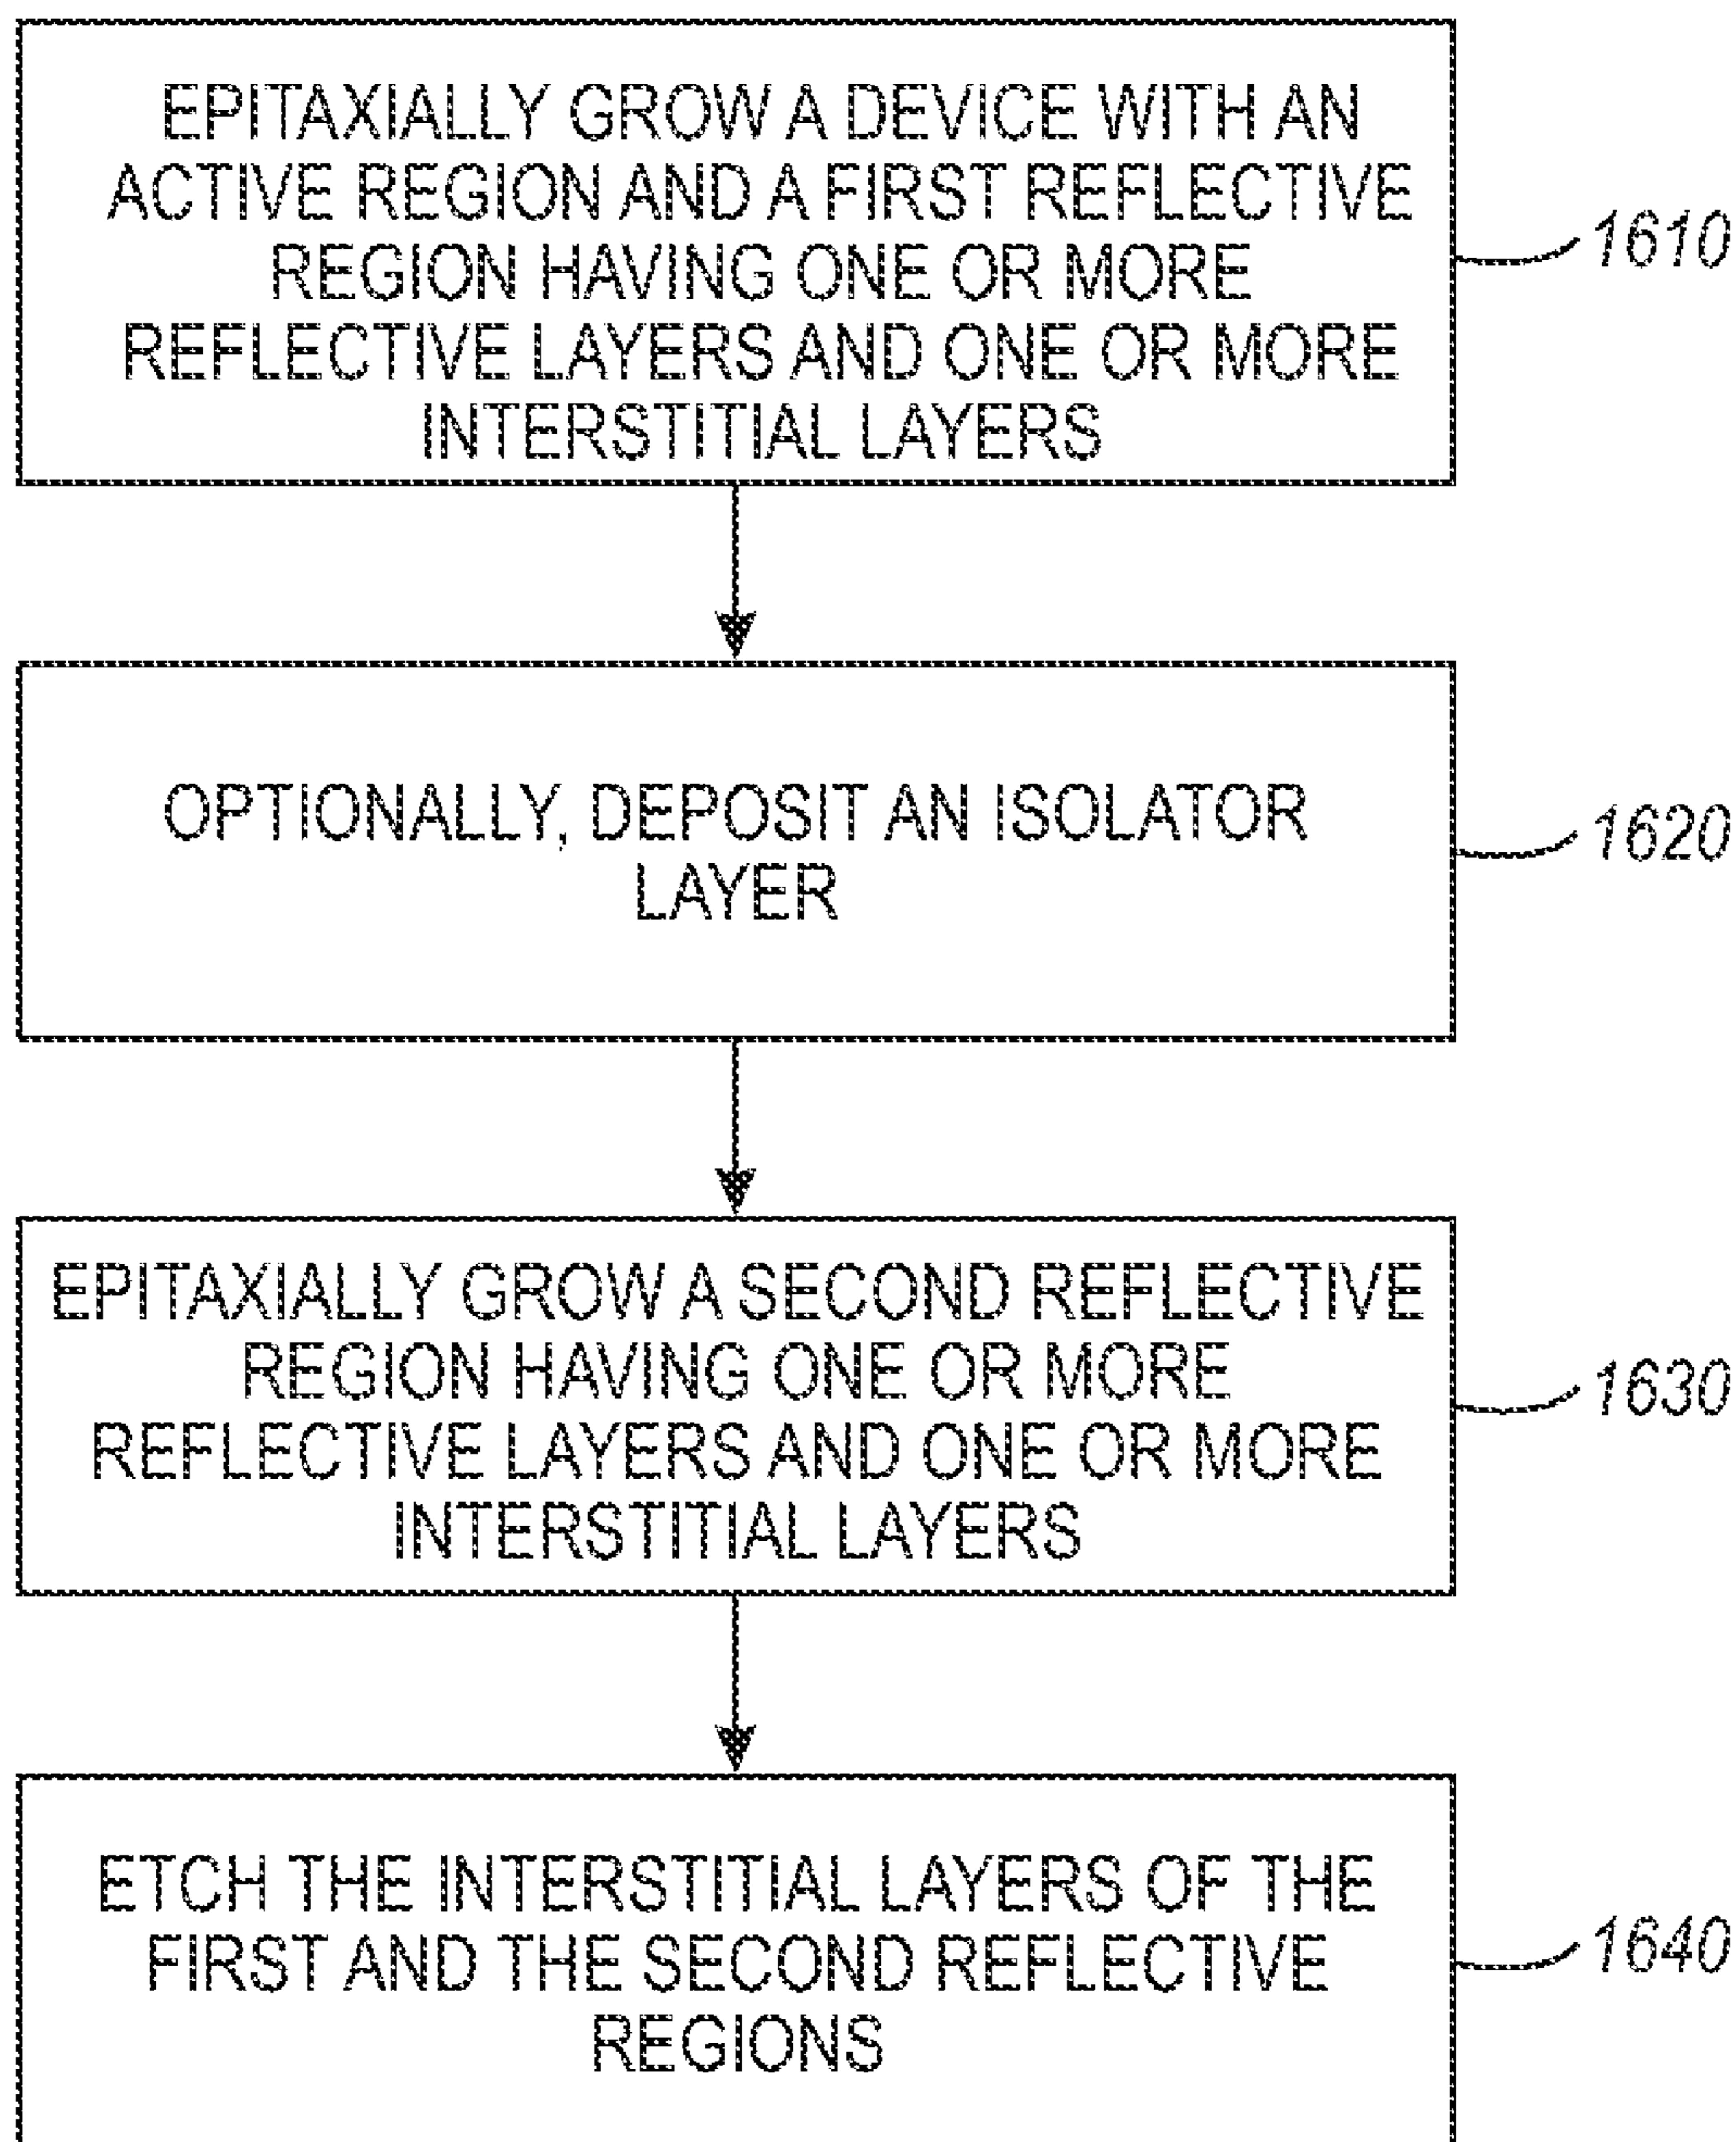 EPITAXIALLY GROW A DEVICE WITH AN
ACTIVE REGION AND A FIRST REFLECTIVE
REGION HAVING ONE OR MORE
REFLECTIVE LAYERS AND ONE OR MORE
INTERSTITIAL LAYERS
1610
OPTIONALLY, DEPOSIT AN ISOLATOR
LAYER
1620
EPITAXIALLY GROW A SECOND REFLECTIVE
REGION HAVING ONE OR MORE
REFLECTIVE LAYERS AND ONE OR MORE
INTERSTITIAL LAYERS
1630
ETCH THE INTERSTITIAL LAYERS OF THE
FIRST AND THE SECOND REFLECTIVE
REGIONS
1640